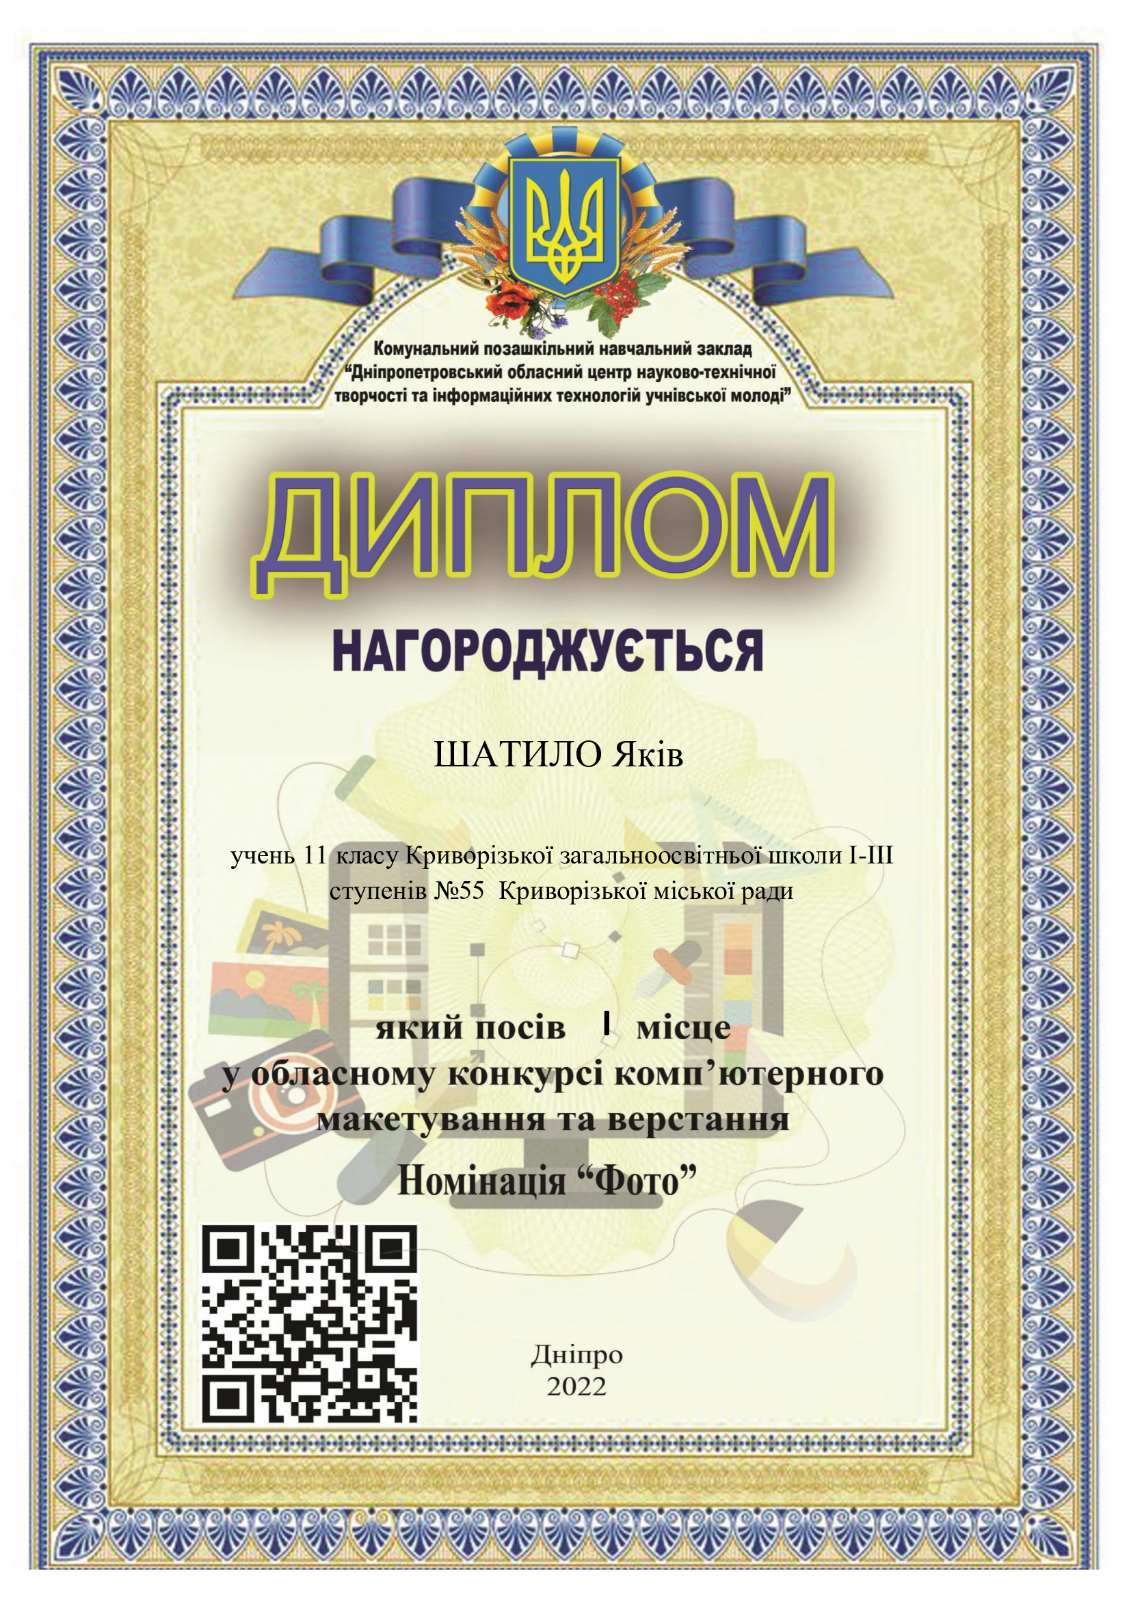 Комунальний позашкільний навчальний заклад
“Дніпропетровський обласний центр науково-технічної
творчості та інформаційних технологій учнівської молоді”
ДИПЛОМ
НАГОРОДЖУЄТЬСЯ
ШАТИЛО Яків
учень 11 класу Криворізької загальноосвітньої школи І-ІІІ
ступенів №55 Криворізької міської ради
який посів І місце
у обласному конкурсі комп’ютерного
макетування та верстання
Номінація “Фото”
Дніпро
2022